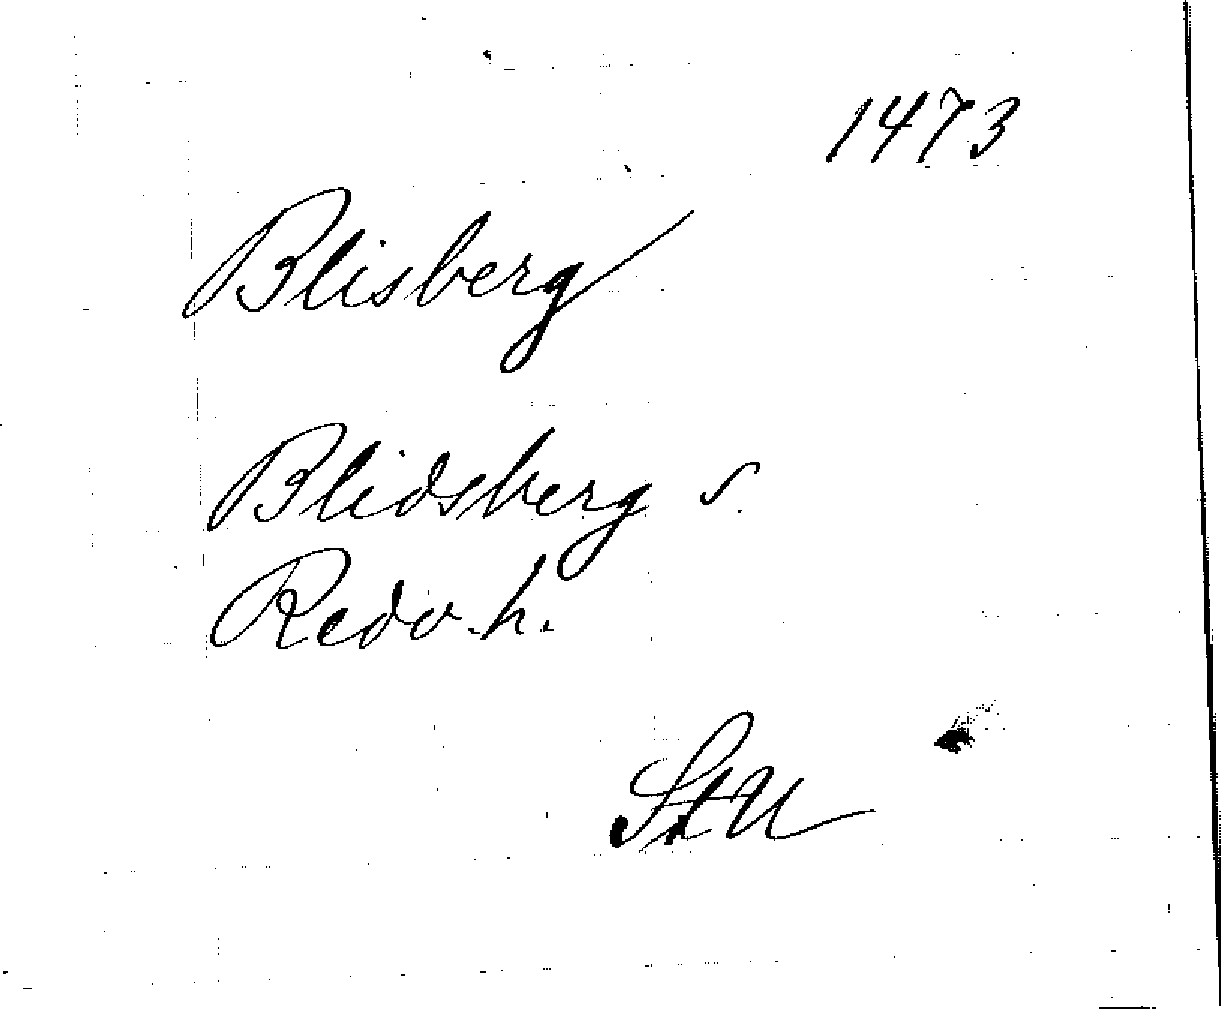 1473
Blisberg
Blidsberg s.
Redv. h.
StU